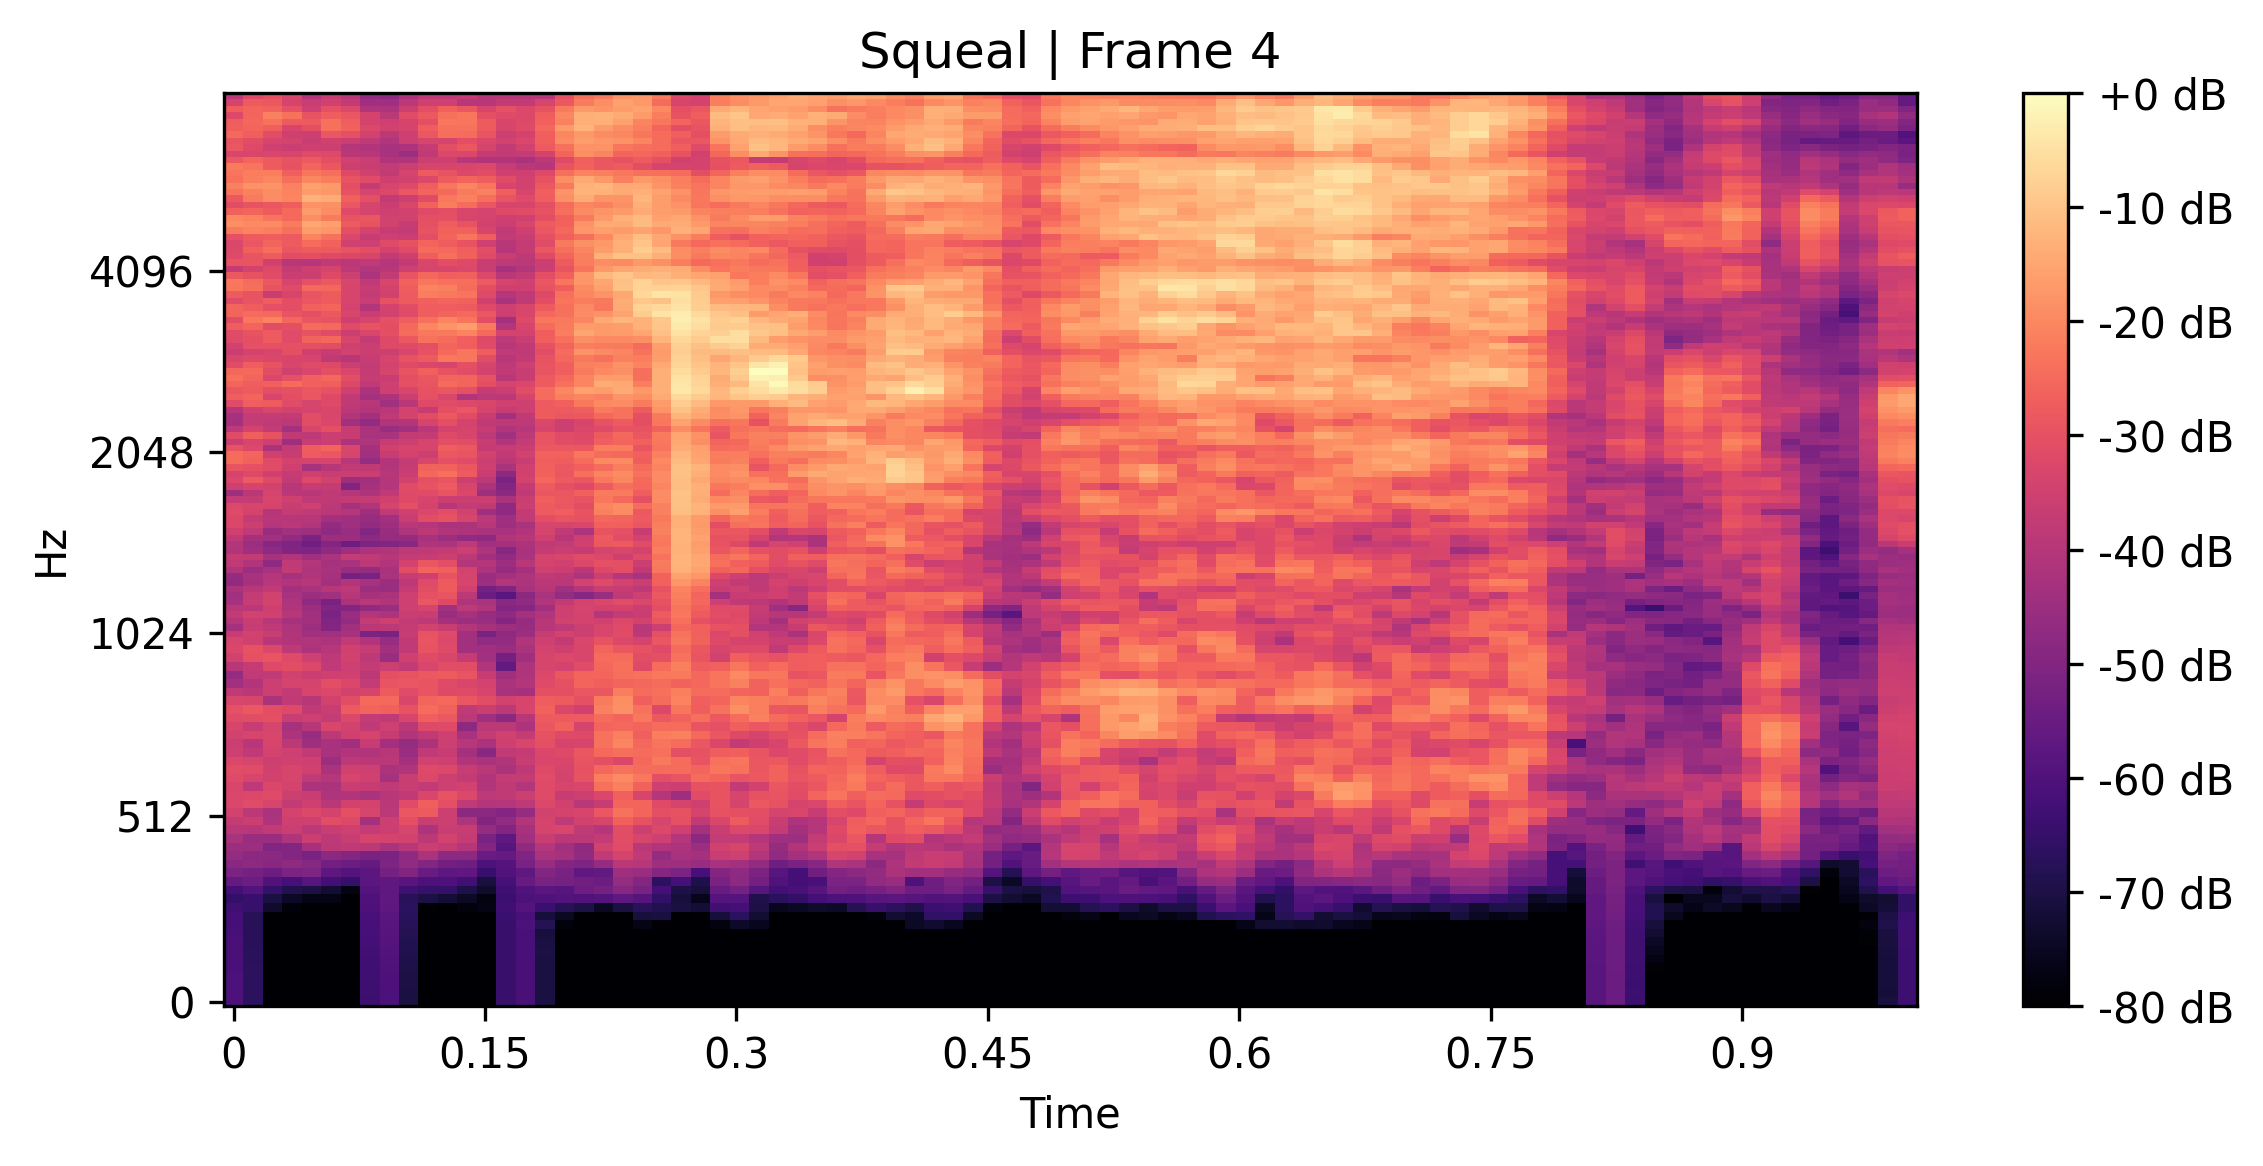 Squeal | Frame 4
Hz
4096
2048
1024
512
0
0
0.15
0.3
0.45
0.6
0.75
0.9
Time
+0 dB
-10 dB
-20 dB
-30 dB
-40 dB
-50 dB
-60 dB
-70 dB
-80 dB